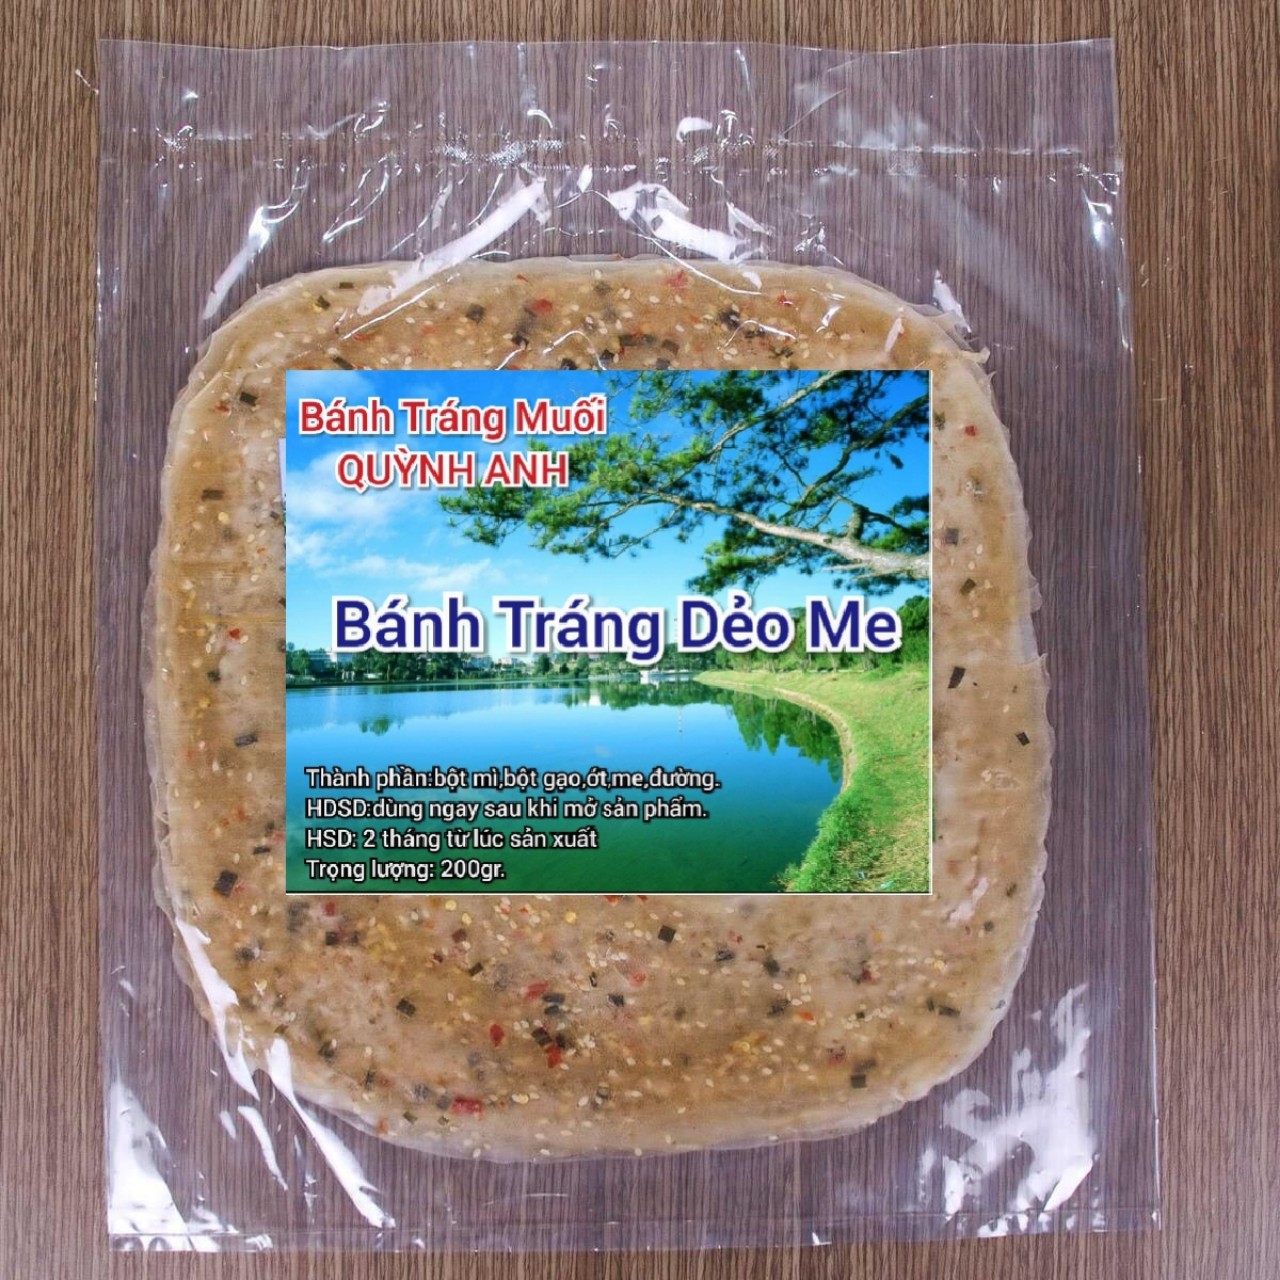 Bánh Tráng Muối
QUỲNH ANH
Bánh Tráng Dẻo Me
Thành phần:bột mì,bột gạo,ớt,me,đường.
HDSD:dùng ngay sau khi mở sản phẩm.
HSD: 2 tháng từ lúc sản xuất
Trọng lượng: 200gr.